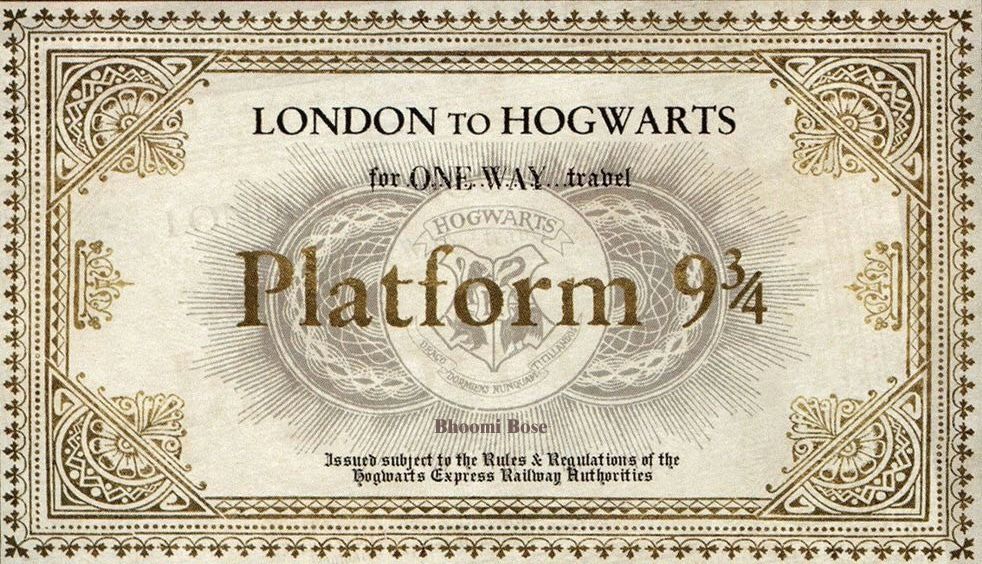 LONDON TO HOGWARTS
for ONE WAY travel
HOGWARTS
Platform 9¾
DRACO DORMIENS NUNQUAM TITILLANDUS
Bhoomi Bose
Issued subject to the Rules & Regulations of the
Hogwarts Express Railway Authorities